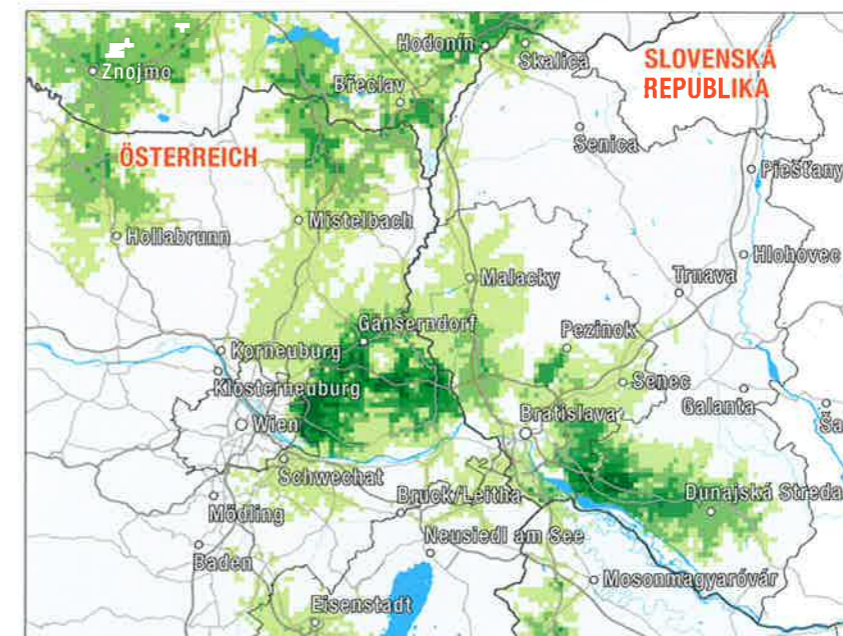 Hodonín
Skalica
SLOVENSKÁ
REPUBLIKA
Znojmo
Břeclav
Senica
ÖSTERREICH
Piešťany
Mistelbach
Hollabrunn
Hlohovec
Malacky
Trnava
Gänserndorf
Pezinok
Korneuburg
Klosterneuburg
Senec
Galanta
Bratislava
Wien
Schwechat
Bruck/Leitha
Dunajská Streda
Mödling
Neusiedl am See
Baden
Mosonmagyaróvár
Eisenstadt